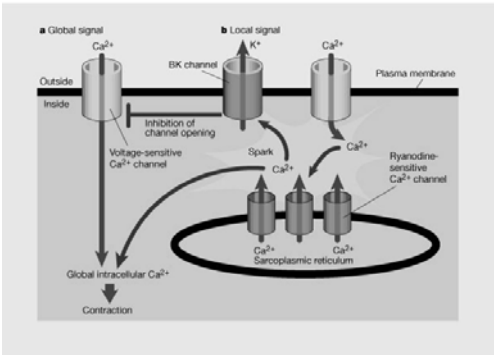 a Global signal
b Local signal
Ca²⁺
K⁺
Ca²⁺
BK channel
Plasma membrane
Outside
Inside
Inhibition of
channel opening
Voltage-sensitive
Ca²⁺ channel
Spark
Ca²⁺
Ca²⁺
Ryanodine-
sensitive
Ca²⁺ channel
Ca²⁺
Ca²⁺
Sarcoplasmic reticulum
Global intracellular Ca²⁺
Contraction